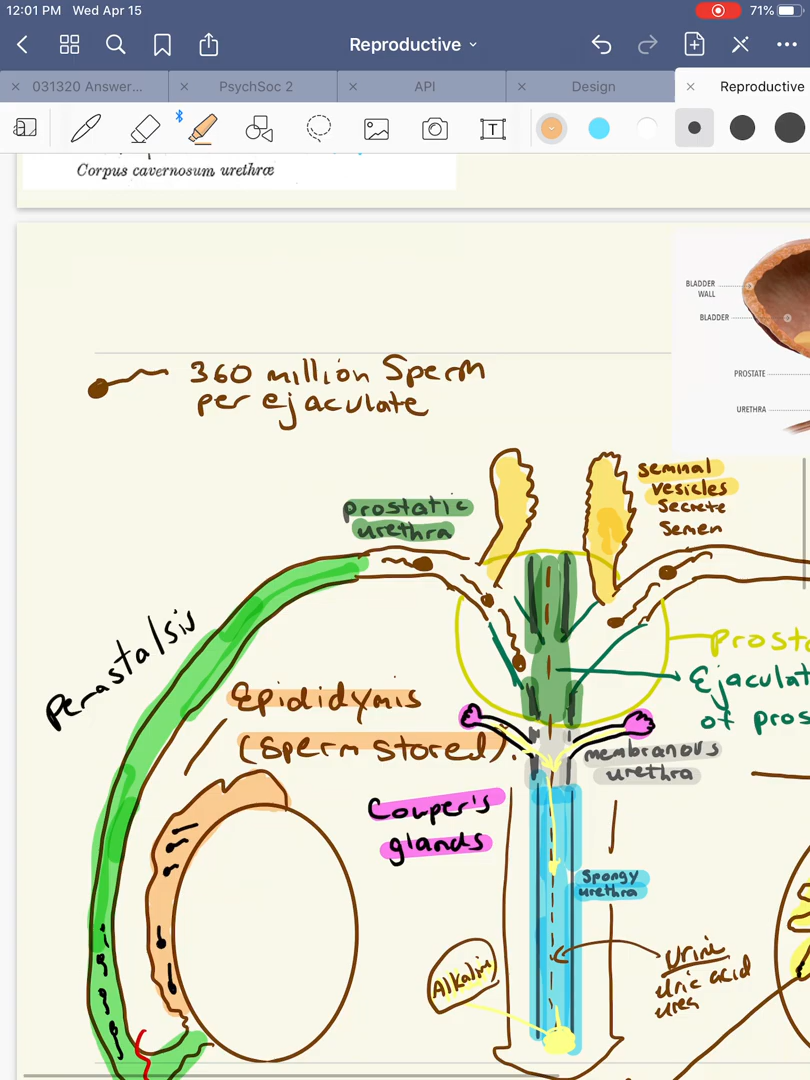 12:01 PM Wed Apr 15
71%
Reproductive
031320 Answer...
PsychSoc 2
API
Design
Reproductive
Corpus cavernosum urethræ
BLADDER
WALL
BLADDER
PROSTATE
URETHRA
360 million Sperm
per ejaculate
seminal
vesicles
Secrete
Semen
prostatic
urethra
Perastalsis
Prosta
Ejaculat
of pros
Epididymis
(Sperm stored).
membranous
urethra
Cowper's
glands
Spongy
urethra
Alkaline
Urine
Uric acid
urea